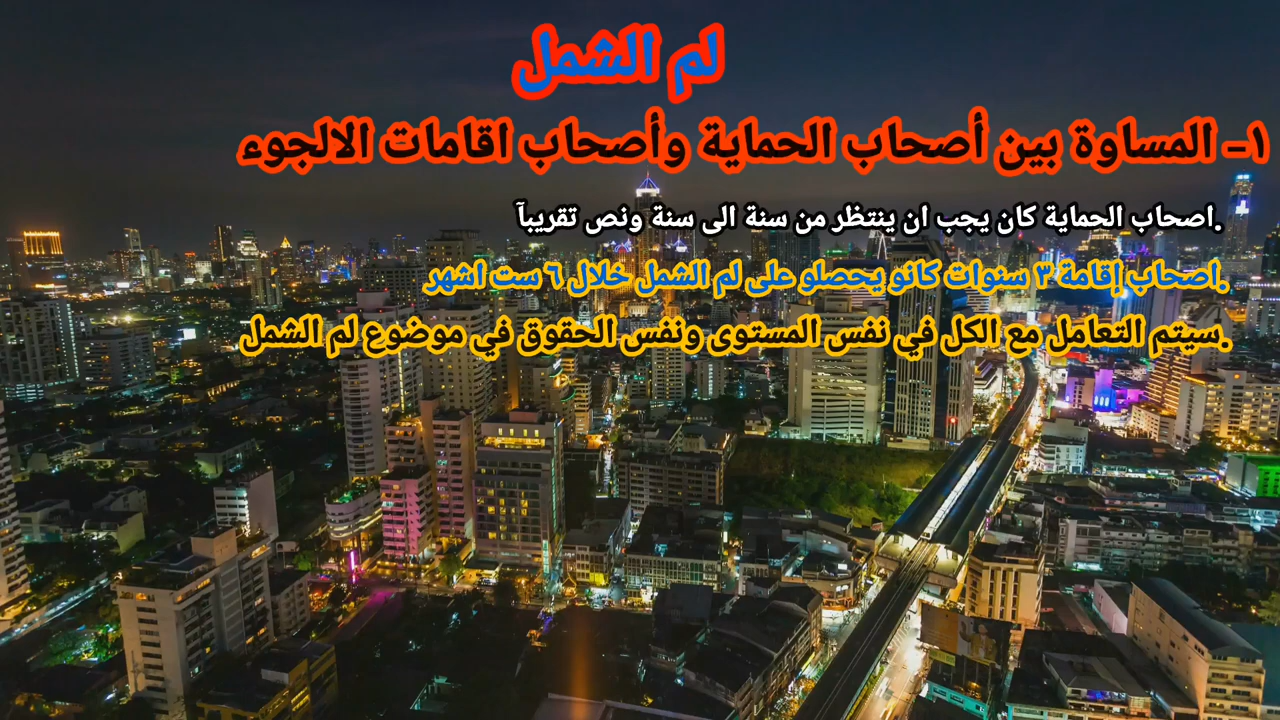 لم الشمل
١- المساوة بين أصحاب الحماية وأصحاب اقامات الالجوء
.اصحاب الحماية كان يجب ان ينتظر من سنة الى سنة ونص تقريبآ
.اصحاب إقامة ٣ سنوات كانو يحصلو على لم الشمل خلال ٦ ست اشهر
.سيتم التعامل مع الكل في نفس المستوى ونفس الحقوق في موضوع لم الشمل